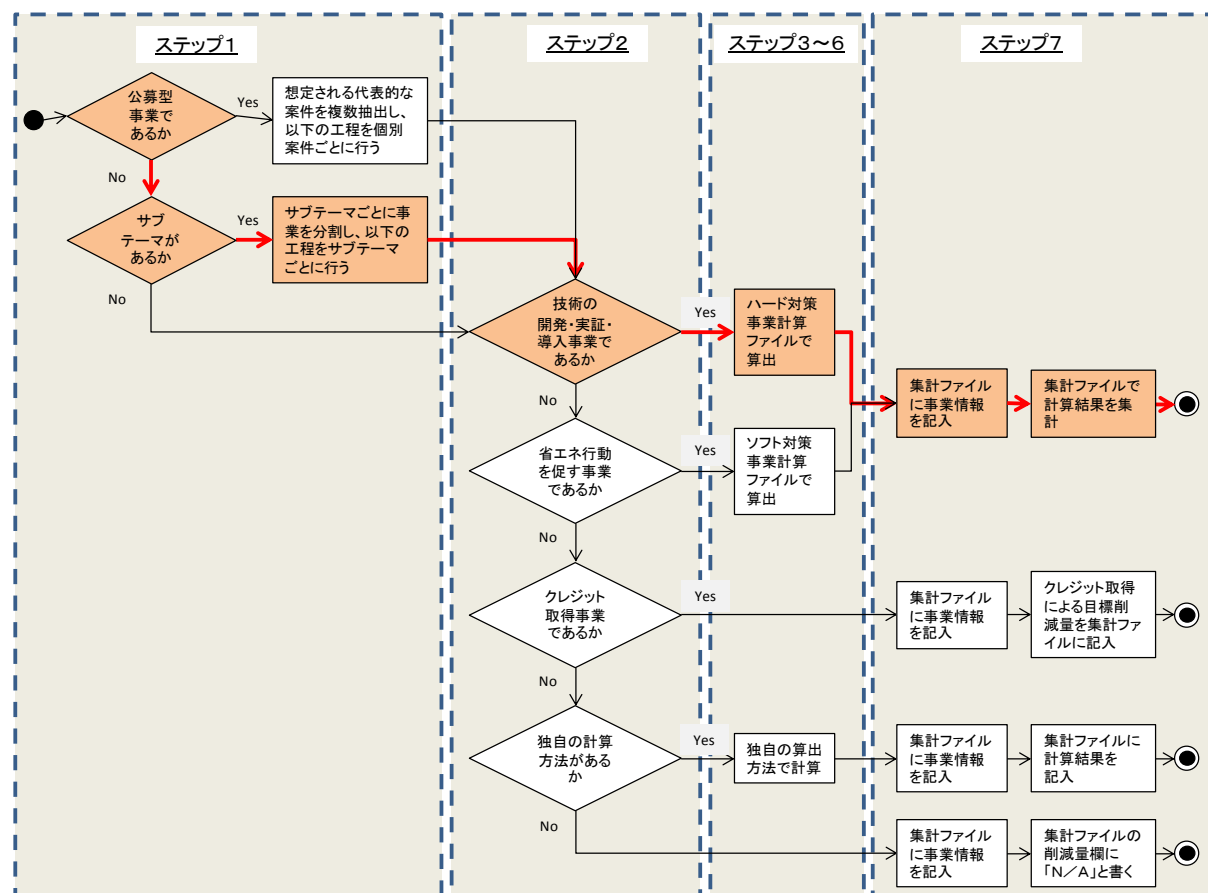 ステップ1
ステップ2
ステップ3～6
ステップ7
公募型
事業で
あるか
Yes
想定される代表的な
案件を複数抽出し、
以下の工程を個別
案件ごとに行う
No
サブ
テーマが
あるか
Yes
サブテーマごとに事
業を分割し、以下の
工程をサブテーマ
ごとに行う
No
技術の
開発・実証・
導入事業で
あるか
Yes
ハード対策
事業計算
ファイルで
算出
集計ファイル
に事業情報
を記入
集計ファイルで
計算結果を集
計
No
省エネ行動
を促す事業
であるか
Yes
ソフト対策
事業計算
ファイルで
算出
No
クレジット
取得事業
であるか
Yes
集計ファイル
に事業情報
を記入
クレジット取得
による目標削
減量を集計ファ
イルに記入
No
独自の計算
方法がある
か
Yes
独自の算出
方法で計算
集計ファイル
に事業情報
を記入
集計ファイルに
計算結果を
記入
No
集計ファイル
に事業情報
を記入
集計ファイルの
削減量欄に
「N／A」と書く